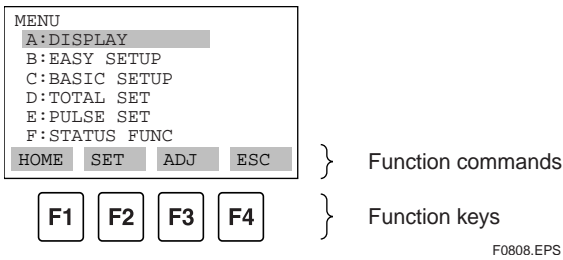 MENU
A:DISPLAY
B:EASY SETUP
C:BASIC SETUP
D:TOTAL SET
E:PULSE SET
F:STATUS FUNC
HOME SET ADJ ESC
Function commands
F1 F2 F3 F4
Function keys
F0808.EPS